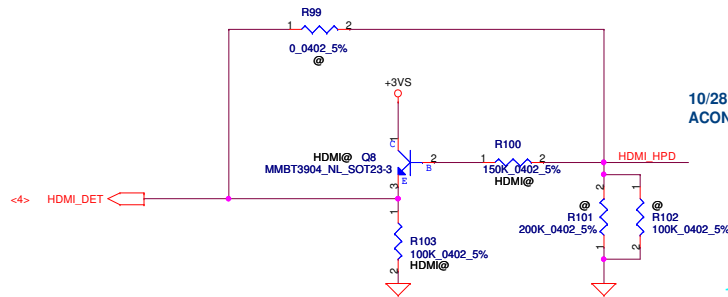 R99
1 2
0_0402_5%
@
+3VS
10/28
ACON
1
C
HDMI@ Q8
MMBT3904_NL_SOT23-3
2
B
E
3
R100
1 2
150K_0402_5%
HDMI@
HDMI_HPD
<4> HDMI_DET
1
R103
100K_0402_5%
HDMI@
2
2
@
R101
200K_0402_5%
1
1
@
R102
100K_0402_5%
2